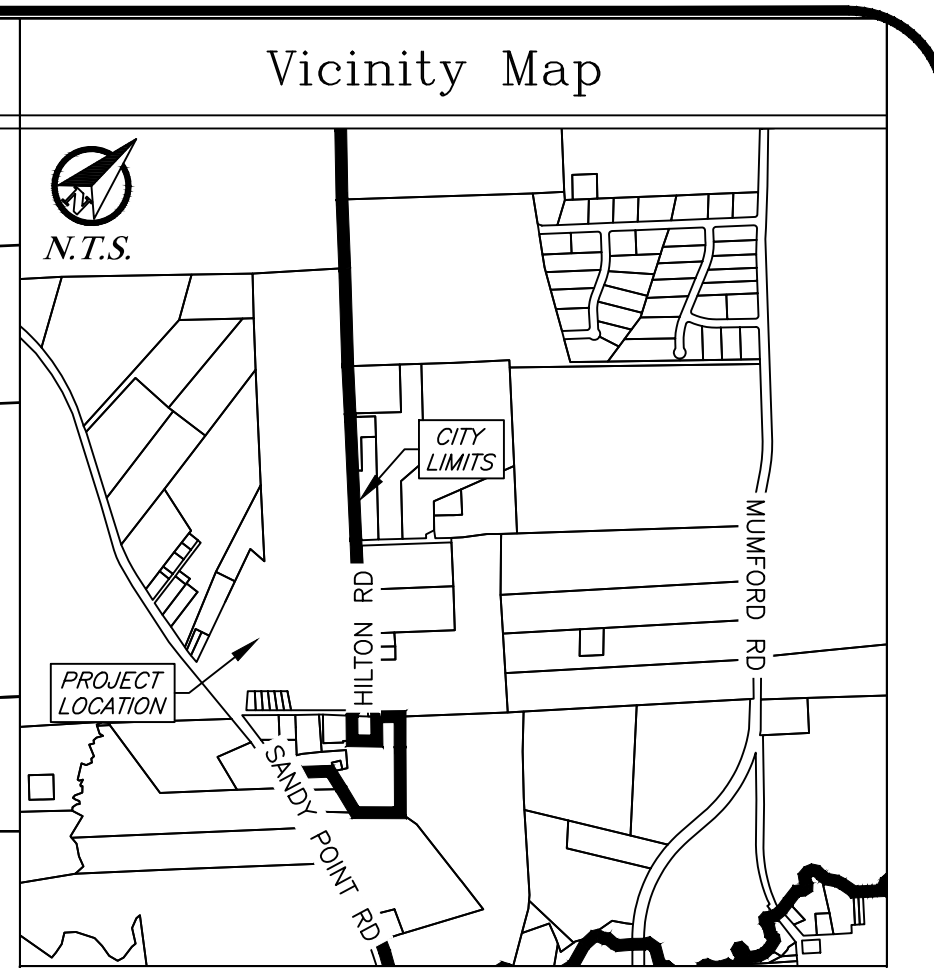 Vicinity Map
N
N.T.S.
CITY
LIMITS
MUMFORD RD
HILTON RD
PROJECT
LOCATION
SANDY POINT RD